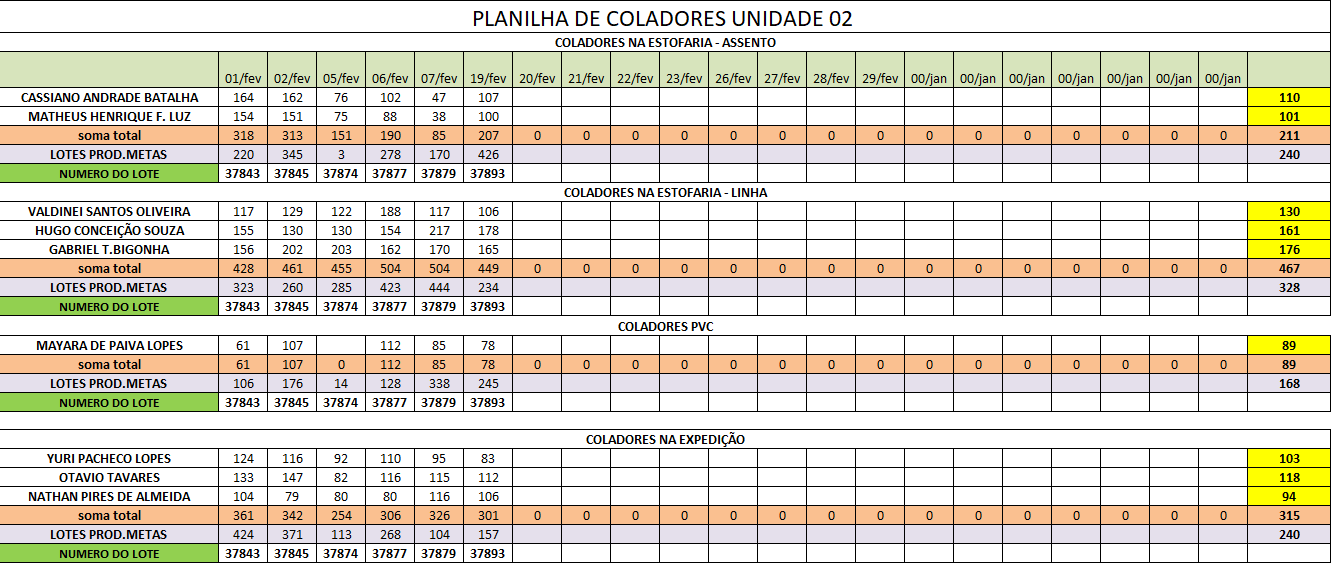 PLANILHA DE COLADORES UNIDADE 02
COLADORES NA ESTOFARIA - ASSENTO
01/fev 02/fev 05/fev 06/fev 07/fev 19/fev 20/fev 21/fev 22/fev 23/fev 26/fev 27/fev 28/fev 29/fev 00/jan 00/jan 00/jan 00/jan 00/jan 00/jan 00/jan
CASSIANO ANDRADE BATALHA 164 162 76 102 47 107 110
MATHEUS HENRIQUE F. LUZ 154 151 75 88 38 100 101
soma total 318 313 151 190 85 207 0 0 0 0 0 0 0 0 0 0 0 0 0 0 0 211
LOTES PROD.METAS 220 345 3 278 170 426 240
NUMERO DO LOTE 37843 37845 37874 37877 37879 37893
COLADORES NA ESTOFARIA - LINHA
VALDINEI SANTOS OLIVEIRA 117 129 122 188 117 106 130
HUGO CONCEIÇÃO SOUZA 155 130 130 154 217 178 161
GABRIEL T.BIGONHA 156 202 203 162 170 165 176
soma total 428 461 455 504 504 449 0 0 0 0 0 0 0 0 0 0 0 0 0 0 0 467
LOTES PROD.METAS 323 260 285 423 444 234 328
NUMERO DO LOTE 37843 37845 37874 37877 37879 37893
COLADORES PVC
MAYARA DE PAIVA LOPES 61 107 112 85 78 89
soma total 61 107 0 112 85 78 0 0 0 0 0 0 0 0 0 0 0 0 0 0 0 89
LOTES PROD.METAS 106 176 14 128 338 245 168
NUMERO DO LOTE 37843 37845 37874 37877 37879 37893
COLADORES NA EXPEDIÇÃO
YURI PACHECO LOPES 124 116 92 110 95 83 103
OTAVIO TAVARES 133 147 82 116 115 112 118
NATHAN PIRES DE ALMEIDA 104 79 80 80 116 106 94
soma total 361 342 254 306 326 301 0 0 0 0 0 0 0 0 0 0 0 0 0 0 0 315
LOTES PROD.METAS 424 371 113 268 104 157 240
NUMERO DO LOTE 37843 37845 37874 37877 37879 37893